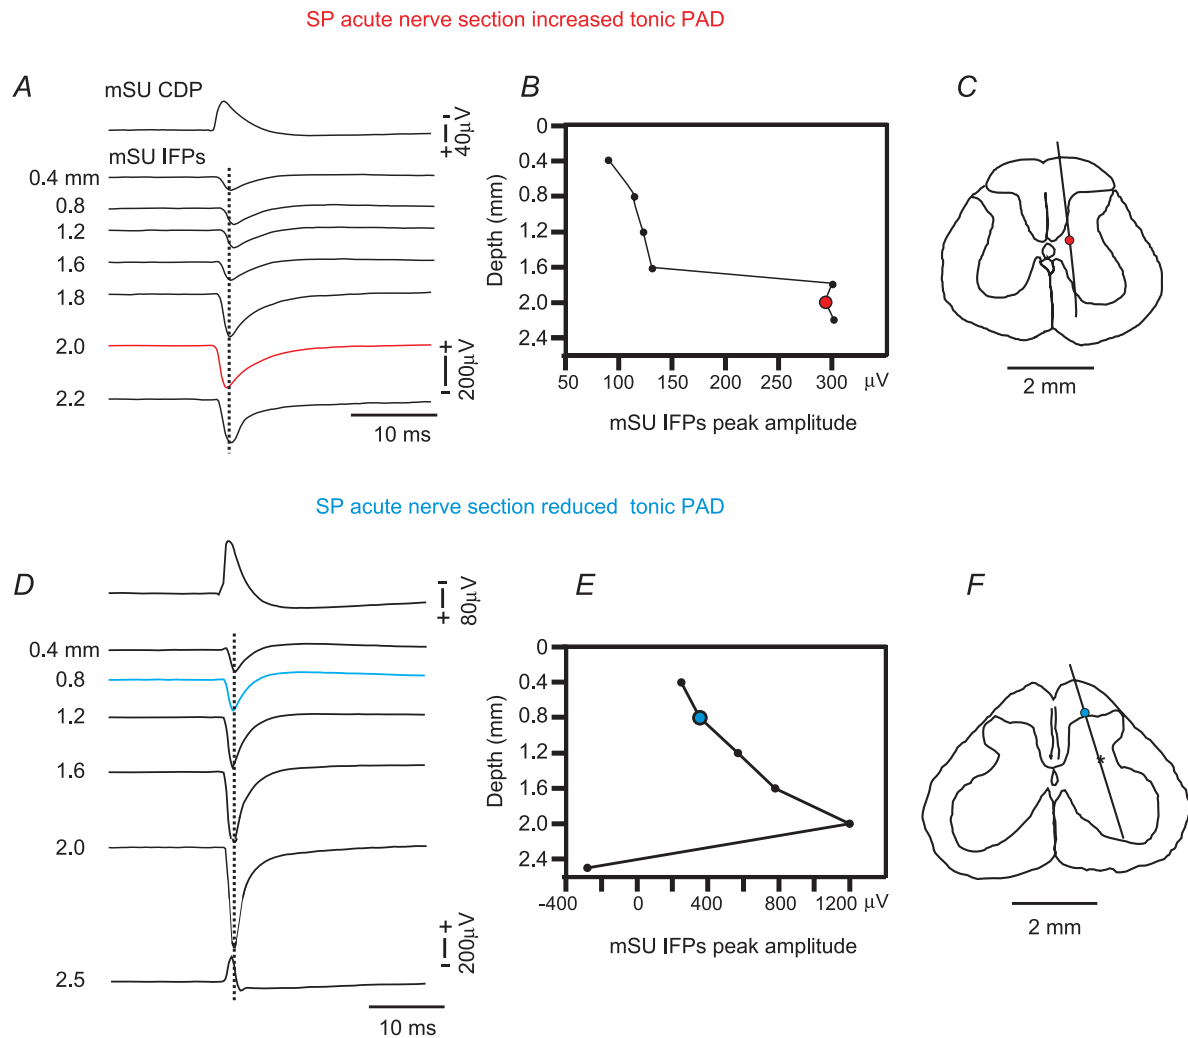 SP acute nerve section increased tonic PAD
A
mSU CDP
- + 40μV
mSU IFPs
0.4 mm
0.8
1.2
1.6
1.8
2.0
2.2
+ - 200μV
10 ms
B
Depth (mm)
0
0.4
0.8
1.2
1.6
2.0
2.4
50 100 150 200 250 300 μV
mSU IFPs peak amplitude
C
2 mm
SP acute nerve section reduced tonic PAD
D
- + 80μV
0.4 mm
0.8
1.2
1.6
2.0
2.5
+ - 200μV
10 ms
E
Depth (mm)
0
0.4
0.8
1.2
1.6
2.0
2.4
-400 0 400 800 1200 μV
mSU IFPs peak amplitude
F
*
2 mm